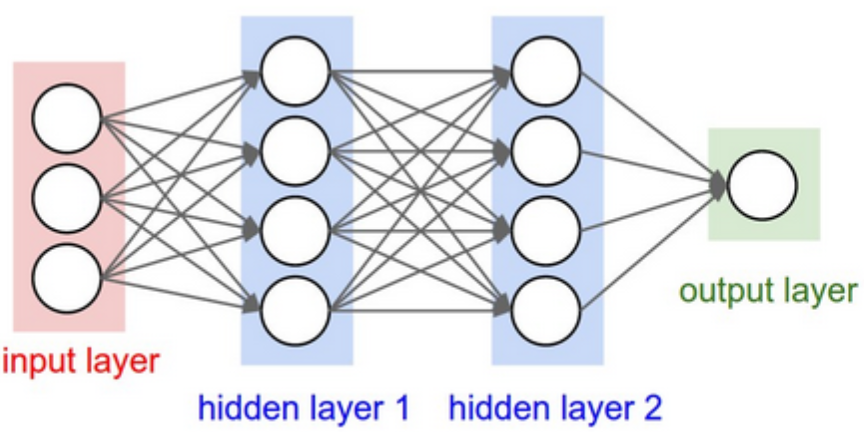 input layer
hidden layer 1
hidden layer 2
output layer